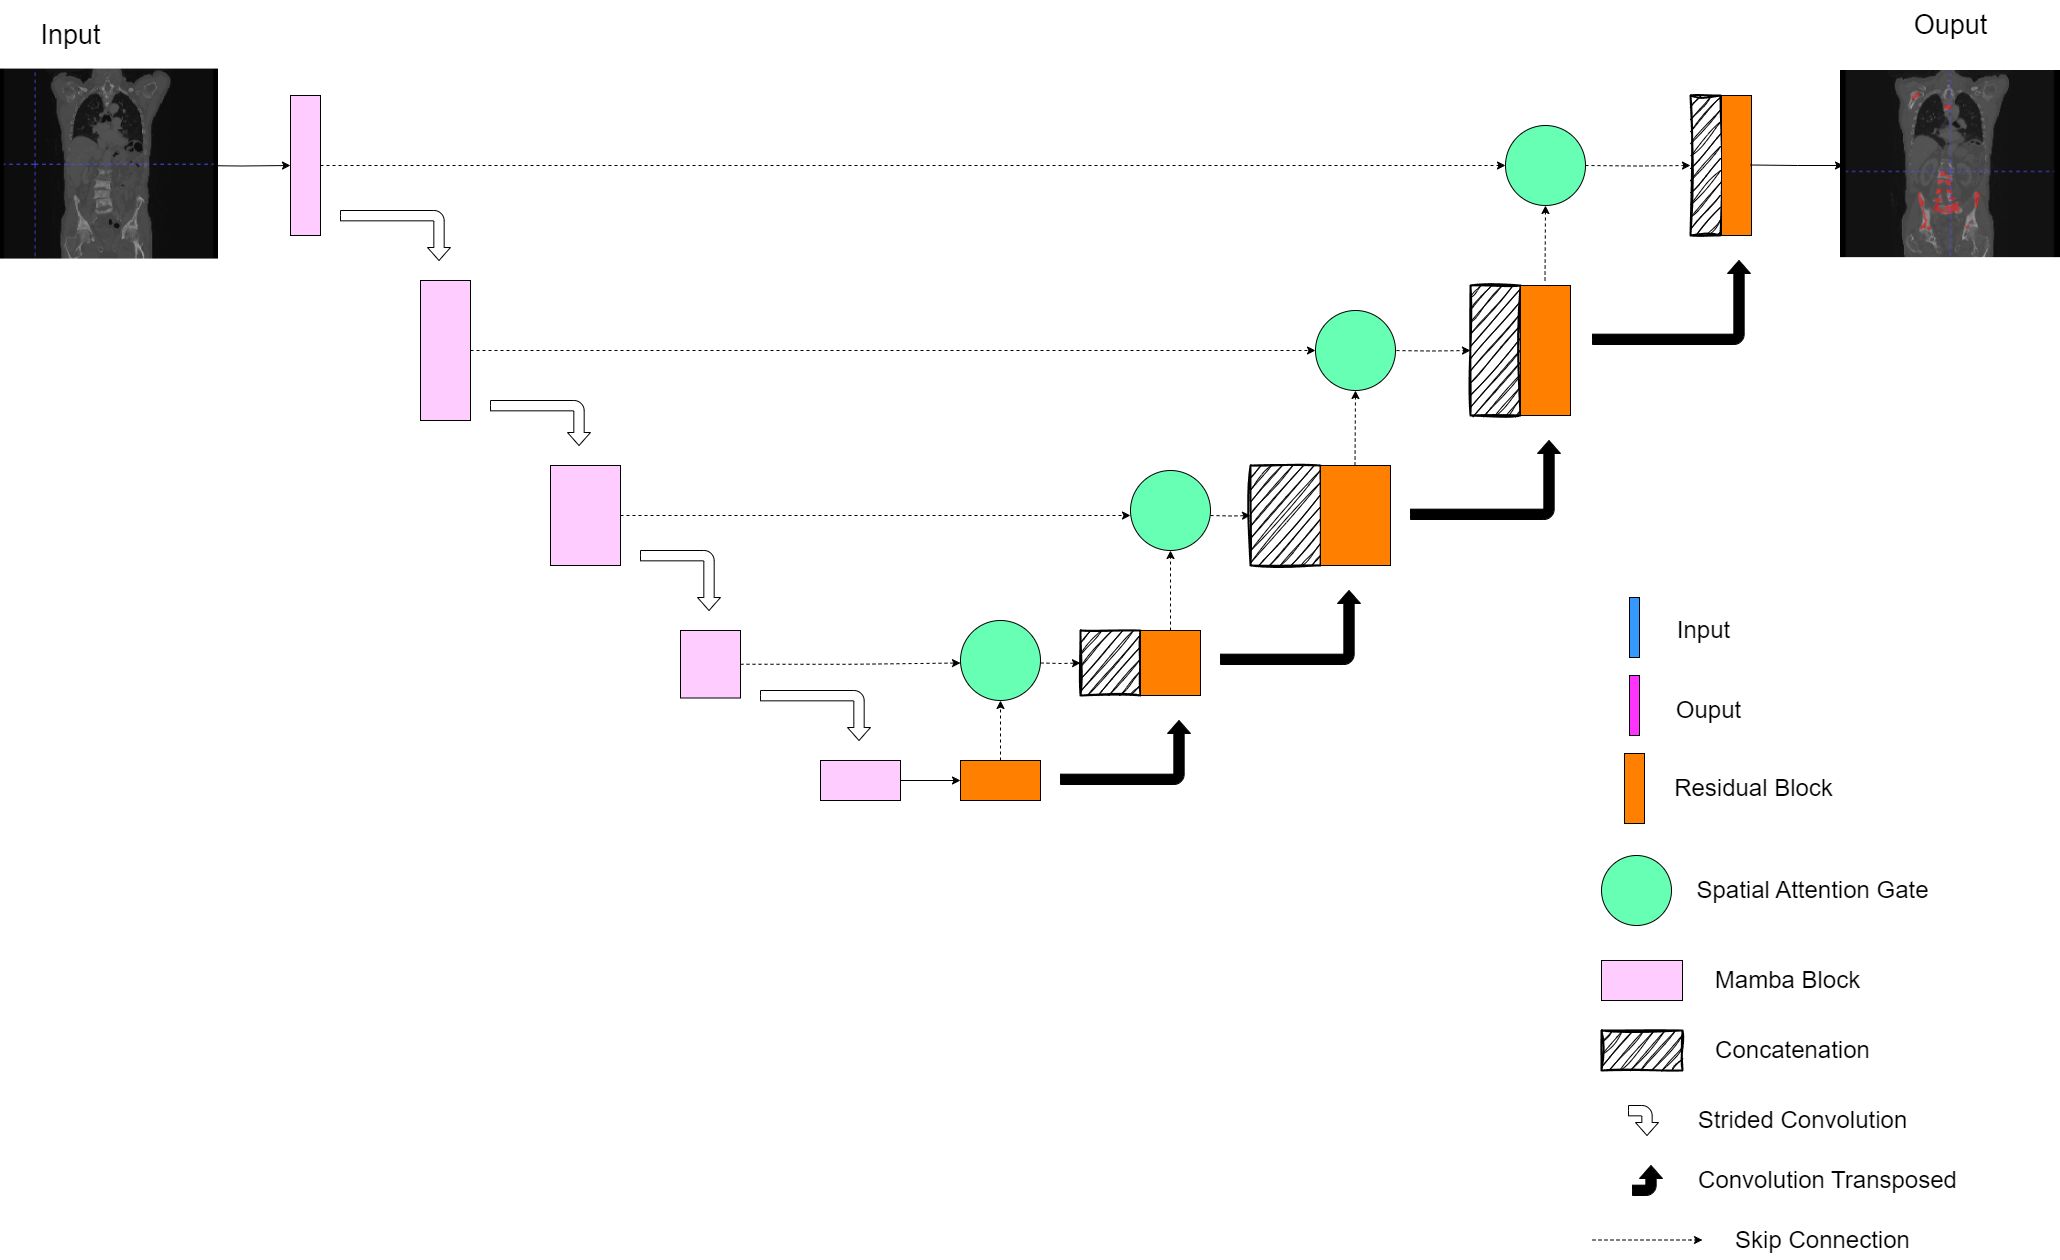 Input
Ouput
Input
Ouput
Residual Block
Spatial Attention Gate
Mamba Block
Concatenation
Strided Convolution
Convolution Transposed
Skip Connection